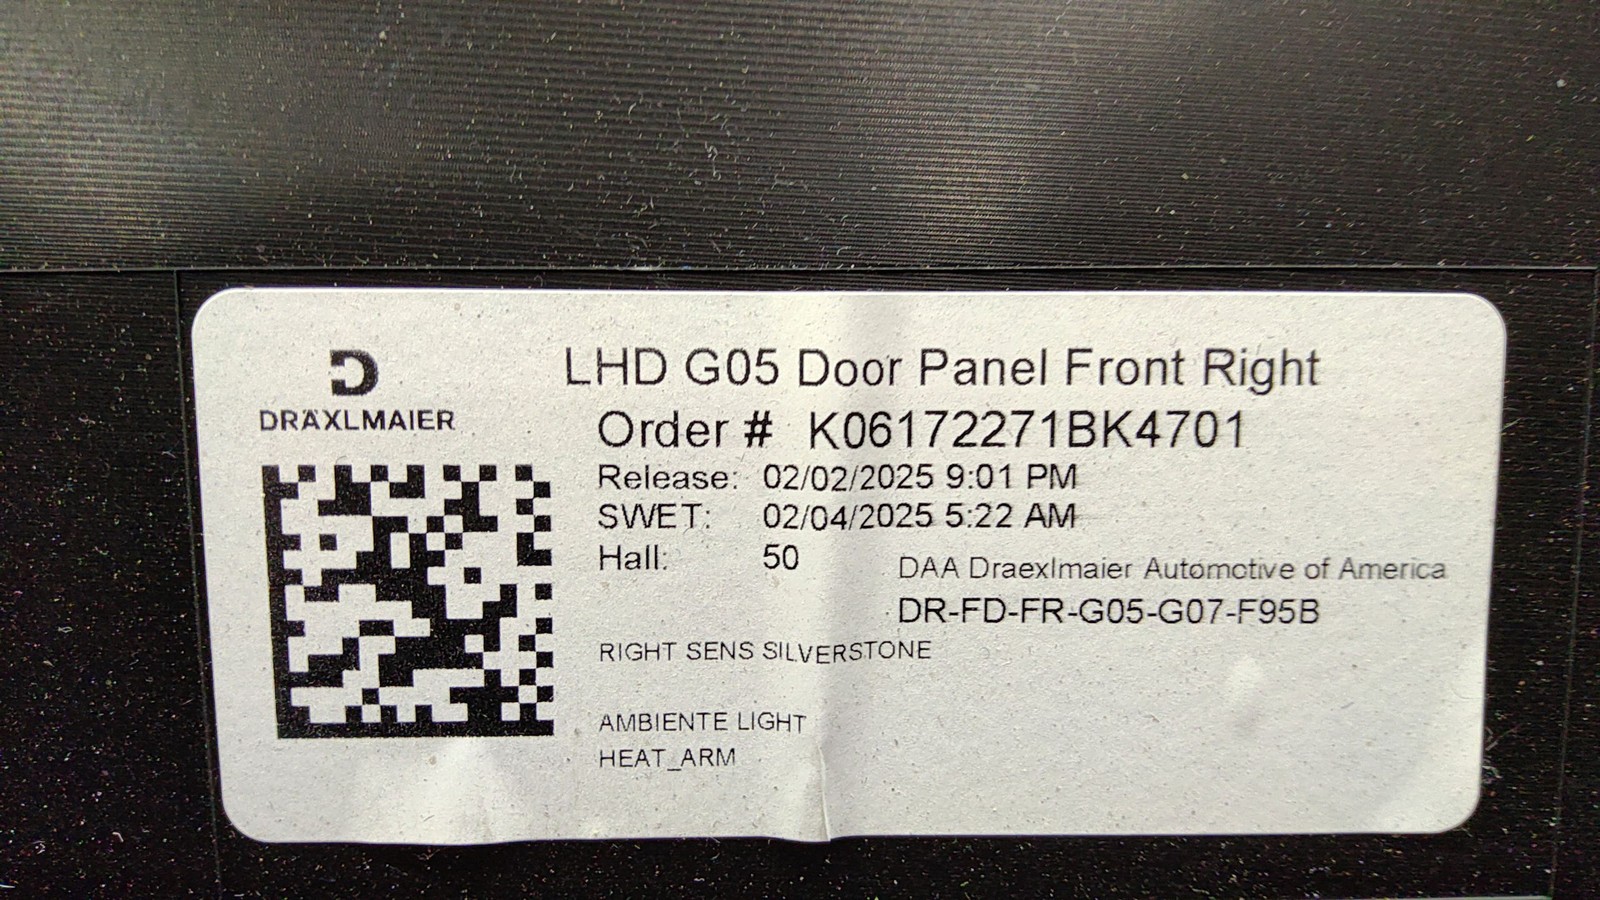 DRÄXLMAIER
LHD G05 Door Panel Front Right
Order # K06172271BK4701
Release: 02/02/2025 9:01 PM
SWET: 02/04/2025 5:22 AM
Hall: 50
DAA Draexlmaier Automotive of America
DR-FD-FR-G05-G07-F95B
RIGHT SENS SILVERSTONE
AMBIENTE LIGHT
HEAT_ARM